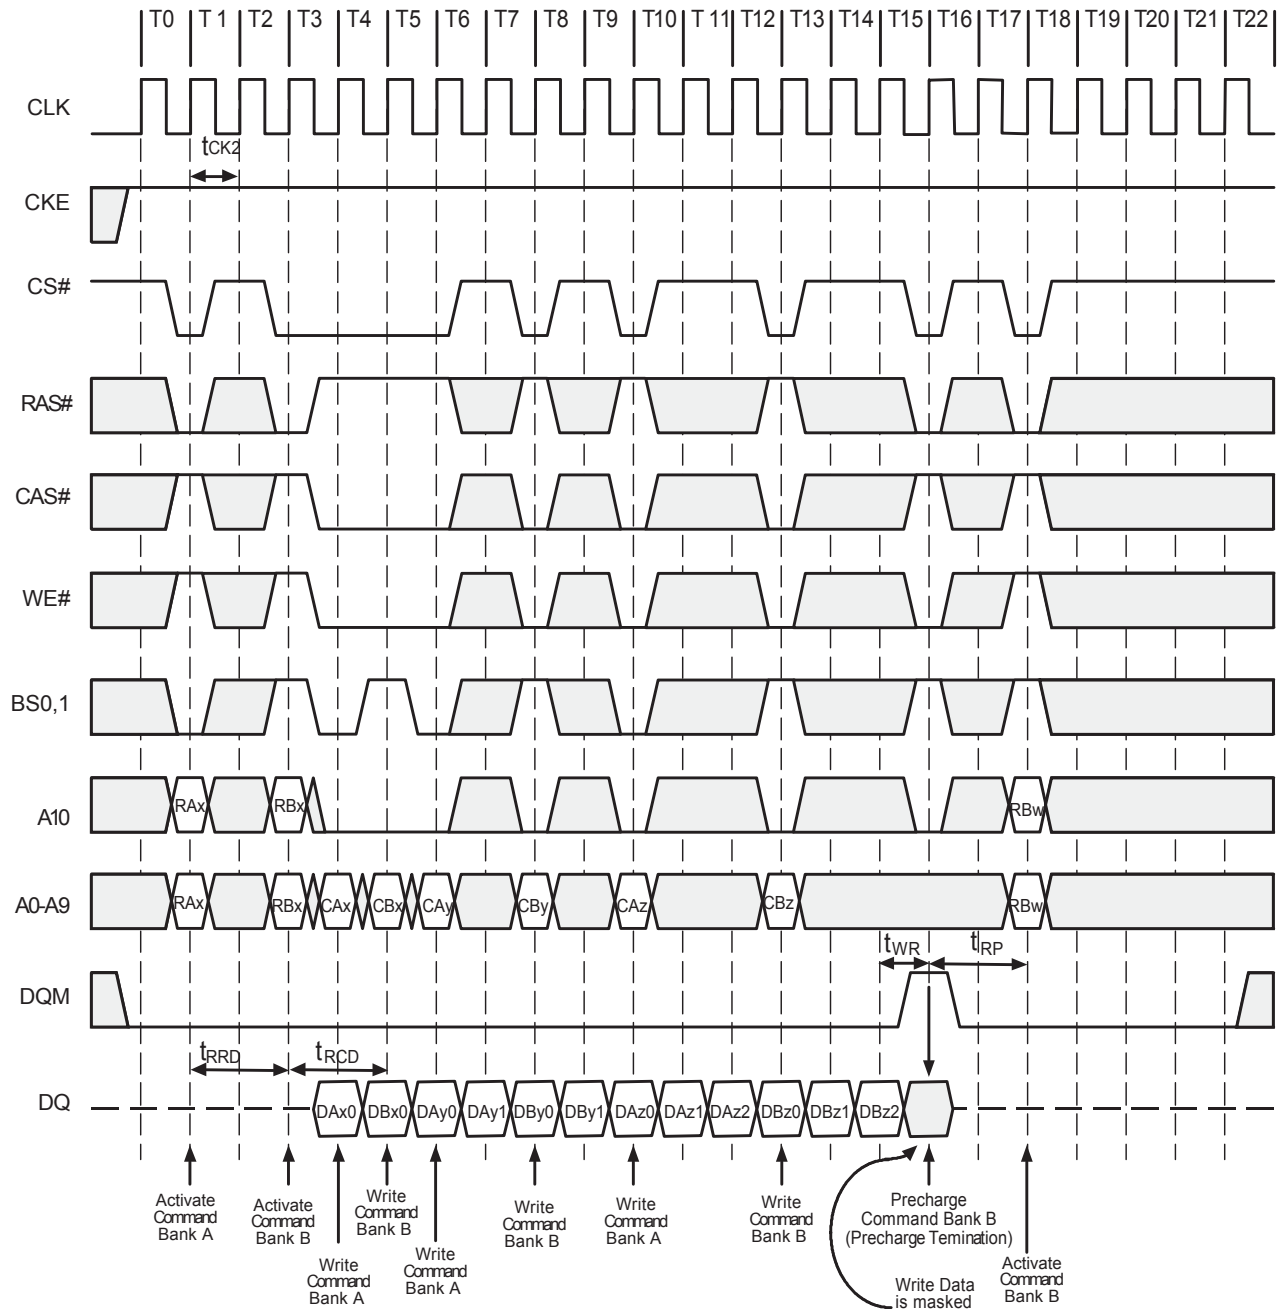 T0 T 1 T2 T3 T4 T5 T6 T7 T8 T9 T10 T 11 T12 T13 T14 T15 T16 T17 T18 T19 T20 T21 T22
CLK
tCK2
CKE
CS#
RAS#
CAS#
WE#
BS0,1
A10
RAx RBx RBw
A0-A9
RAx RBx CAx CBx CAy CBy CAz CBz RBw
tWR tRP
DQM
tRRD tRCD
DQ
DAx0 DBx0 DAy0 DAy1 DBy0 DBy1 DAz0 DAz1 DAz2 DBz0 DBz1 DBz2
Activate
Command
Bank A
Activate
Command
Bank B
Write
Command
Bank A
Write
Command
Bank B
Write
Command
Bank A
Write
Command
Bank B
Write
Command
Bank A
Write
Command
Bank B
Precharge
Command Bank B
(Precharge Temination)
Write Data
is masked
Activate
Command
Bank B